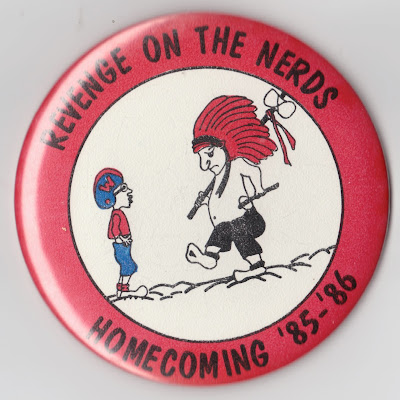 REVENGE ON THE NERDS
W
HOMECOMING '85-'86